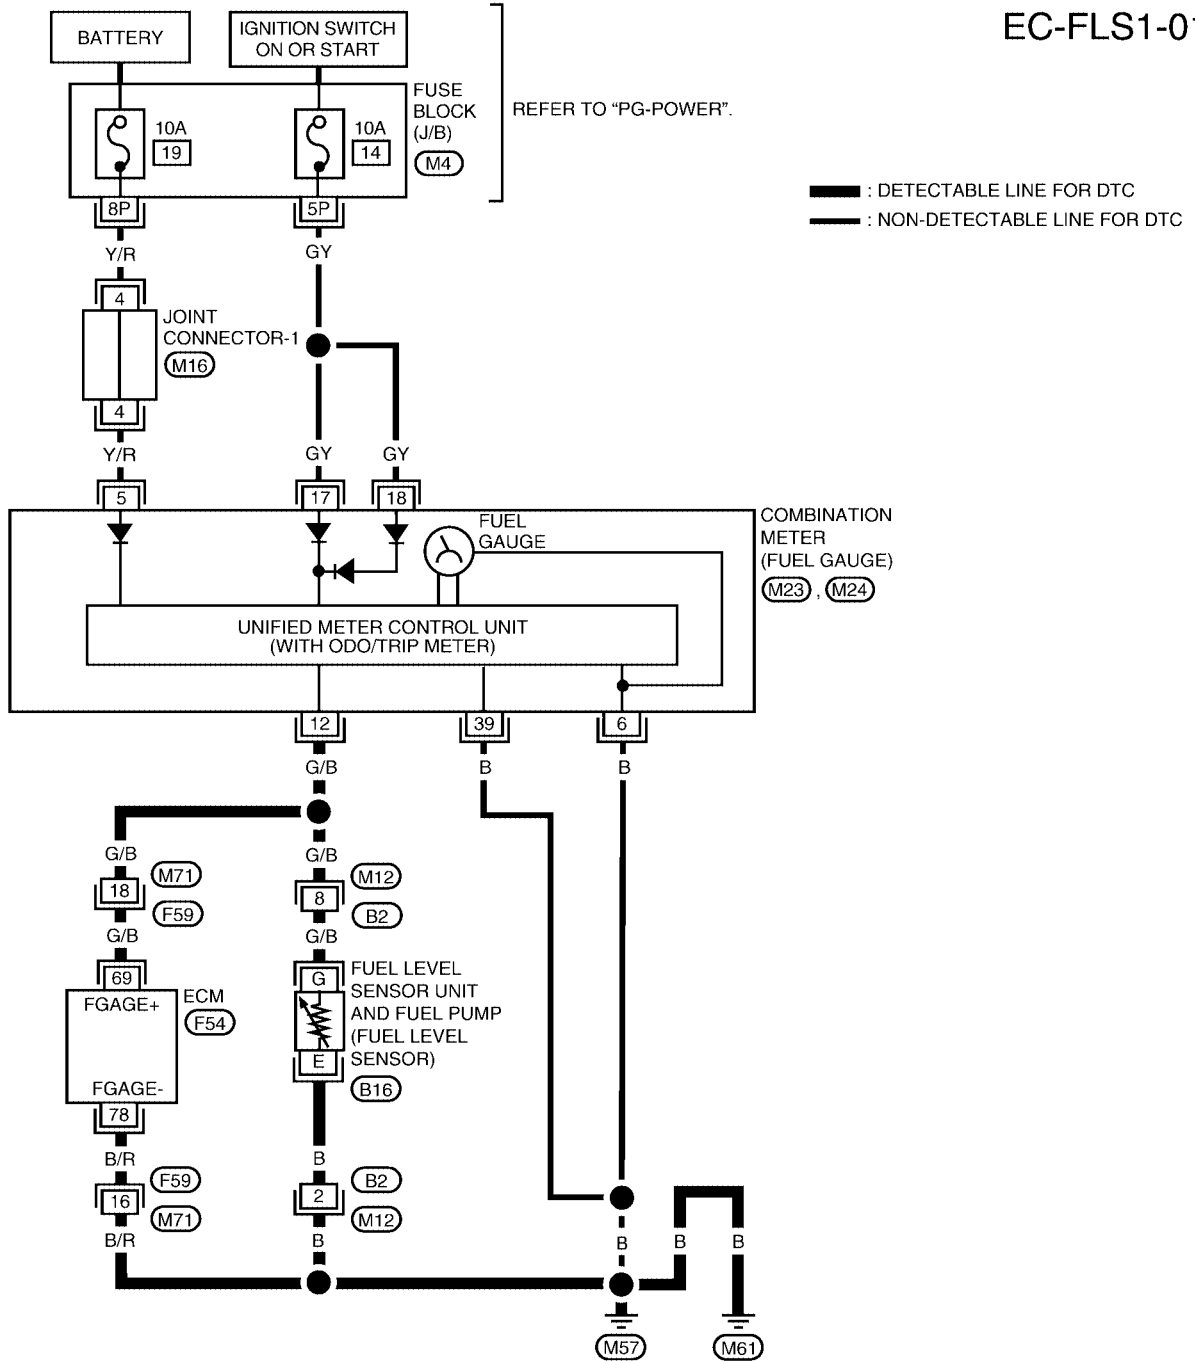 EC-FLS1-01
BATTERY
IGNITION SWITCH
ON OR START
FUSE
BLOCK
(J/B)
M4
REFER TO “PG-POWER”.
10A
19
10A
14
: DETECTABLE LINE FOR DTC
: NON-DETECTABLE LINE FOR DTC
8P
5P
Y/R
GY
4
JOINT
CONNECTOR-1
M16
4
Y/R
GY
GY
5
17
18
FUEL
GAUGE
COMBINATION
METER
(FUEL GAUGE)
M23 , M24
UNIFIED METER CONTROL UNIT
(WITH ODO/TRIP METER)
12
39
6
G/B
B
B
G/B
G/B
M71
M12
18
8
F59
B2
G/B
G/B
69
G
FGAGE+
ECM
F54
FUEL LEVEL
SENSOR UNIT
AND FUEL PUMP
(FUEL LEVEL
SENSOR)
E
B16
FGAGE-
78
B/R
B
F59
B2
16
2
M71
M12
B/R
B
B
B
B
M57
M61